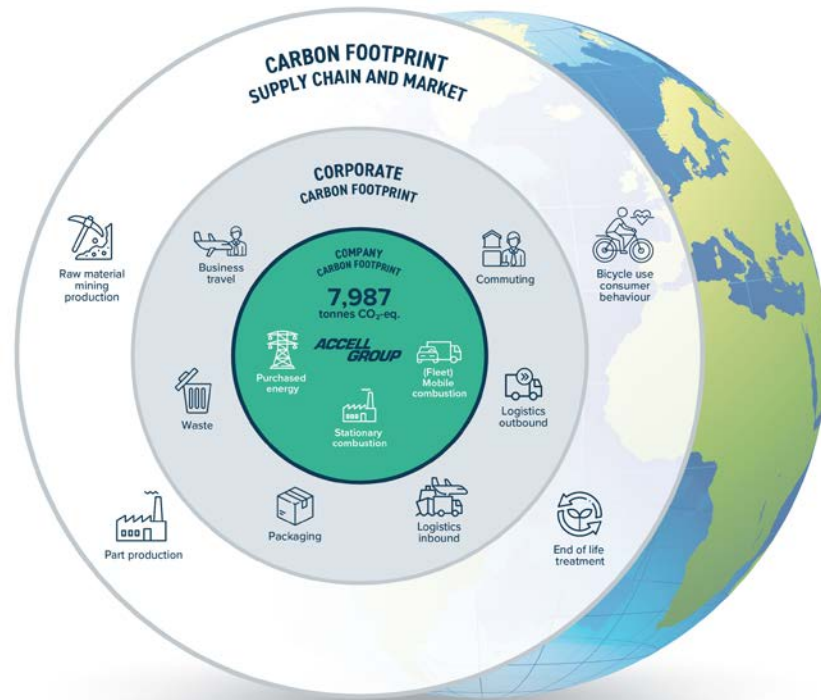 CARBON FOOTPRINT
SUPPLY CHAIN AND MARKET
CORPORATE
CARBON FOOTPRINT
Raw material
mining
production
Business
travel
COMPANY
CARBON FOOTPRINT
7,987
tonnes CO₂-eq.
Commuting
Bicycle use
consumer
behaviour
ACCELL
GROUP
Purchased
energy
(Fleet)
Mobile
combustion
Waste
Stationary
combustion
Logistics
outbound
Part production
Packaging
Logistics
inbound
End of life
treatment